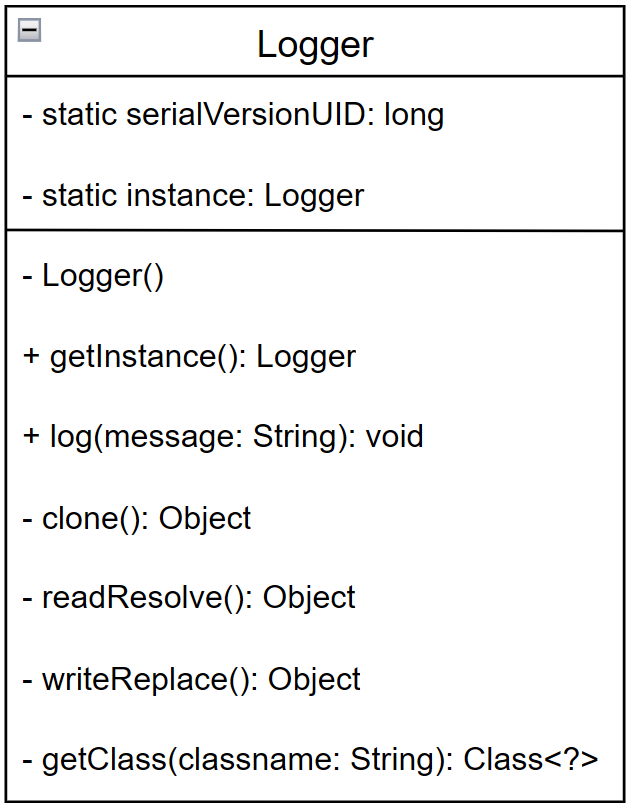 Logger
- static serialVersionUID: long
- static instance: Logger
- Logger()
+ getInstance(): Logger
+ log(message: String): void
- clone(): Object
- readResolve(): Object
- writeReplace(): Object
- getClass(classname: String): Class<?>